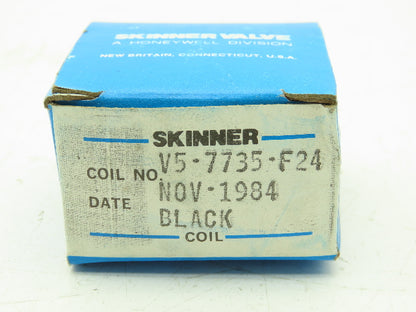 SKINNER VALVE
A HONEYWELL DIVISION
NEW BRITAIN, CONNECTICUT, U.S.A.
SKINNER
COIL NO. V5-7735-F24
DATE NOV-1984
BLACK
COIL